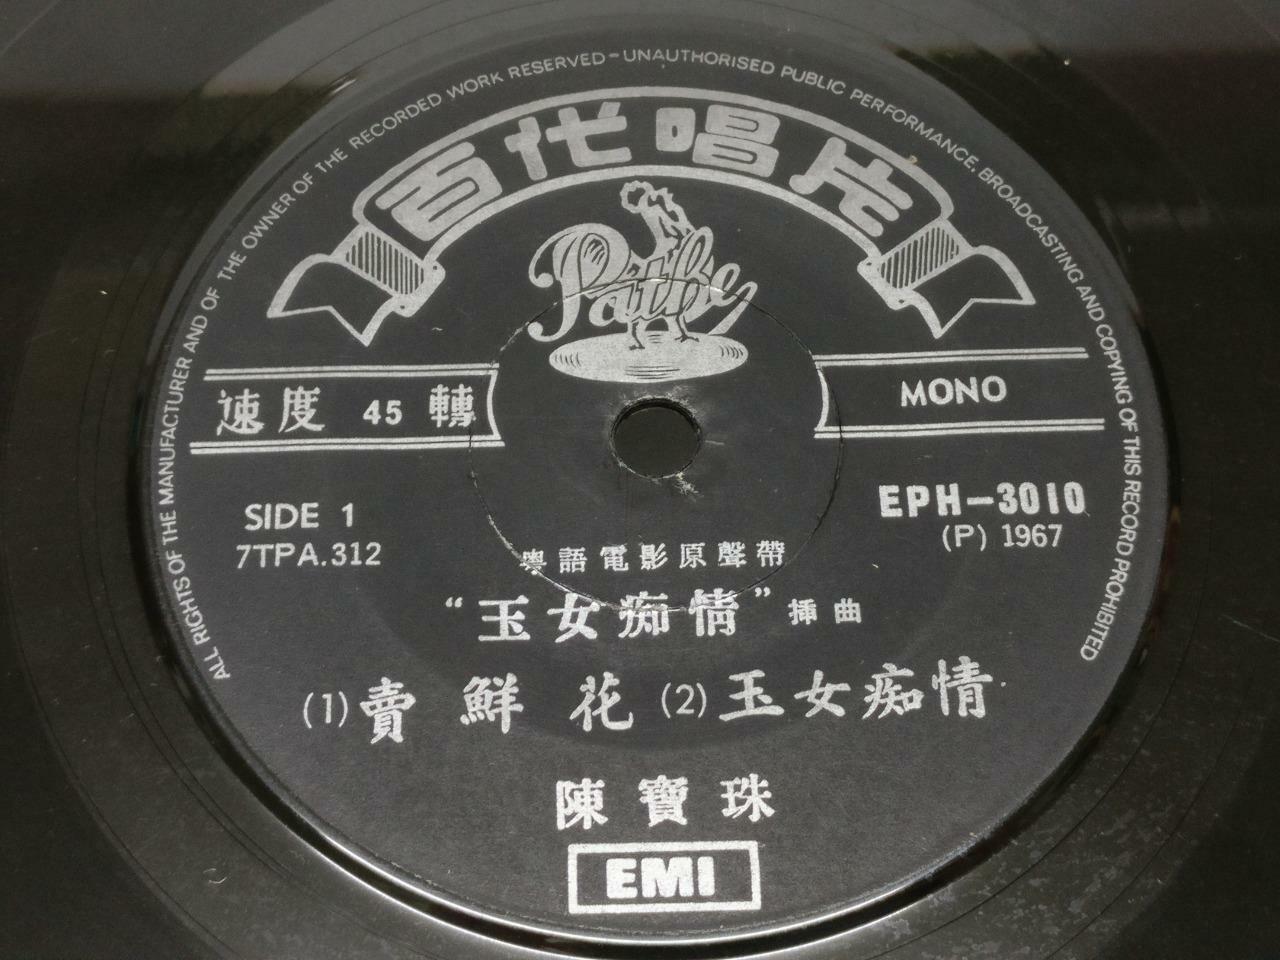 ALL RIGHTS OF THE MANUFACTURER AND OF THE OWNER OF THE RECORDED WORK RESERVED-UNAUTHORISED PUBLIC PERFORMANCE, BROADCASTING AND COPYING OF THIS RECORD PROHIBITED
百代唱片
Pathe
速度 45 轉
MONO
SIDE 1
7TPA.312
EPH-3010
(P) 1967
粵語電影原聲帶
“玉女痴情”插曲
(1)賣鮮花(2)玉女痴情
陳寶珠
EMI